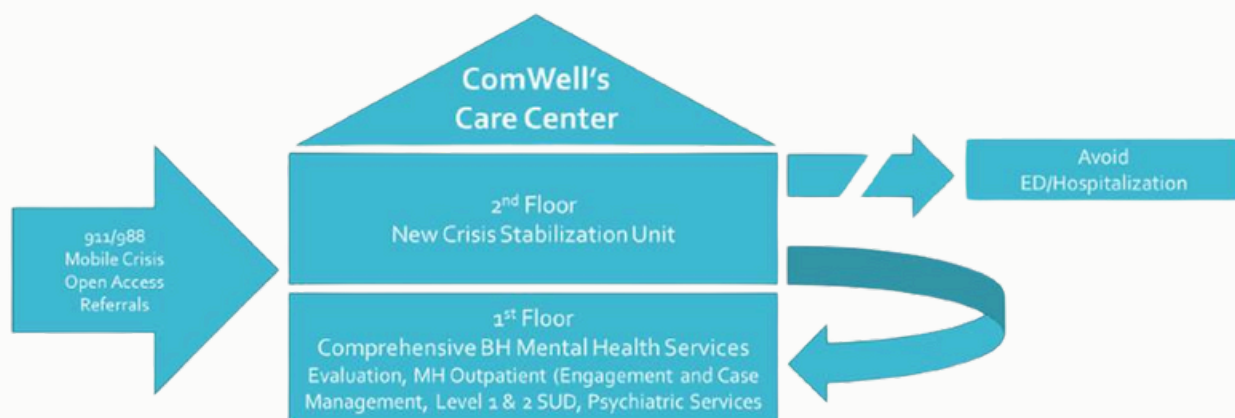 ComWell's
Care Center
911/988
Mobile Crisis
Open Access
Referrals
2nd Floor
New Crisis Stabilization Unit
Avoid
ED/Hospitalization
1st Floor
Comprehensive BH Mental Health Services
Evaluation, MH Outpatient (Engagement and Case
Management, Level 1 & 2 SUD, Psychiatric Services